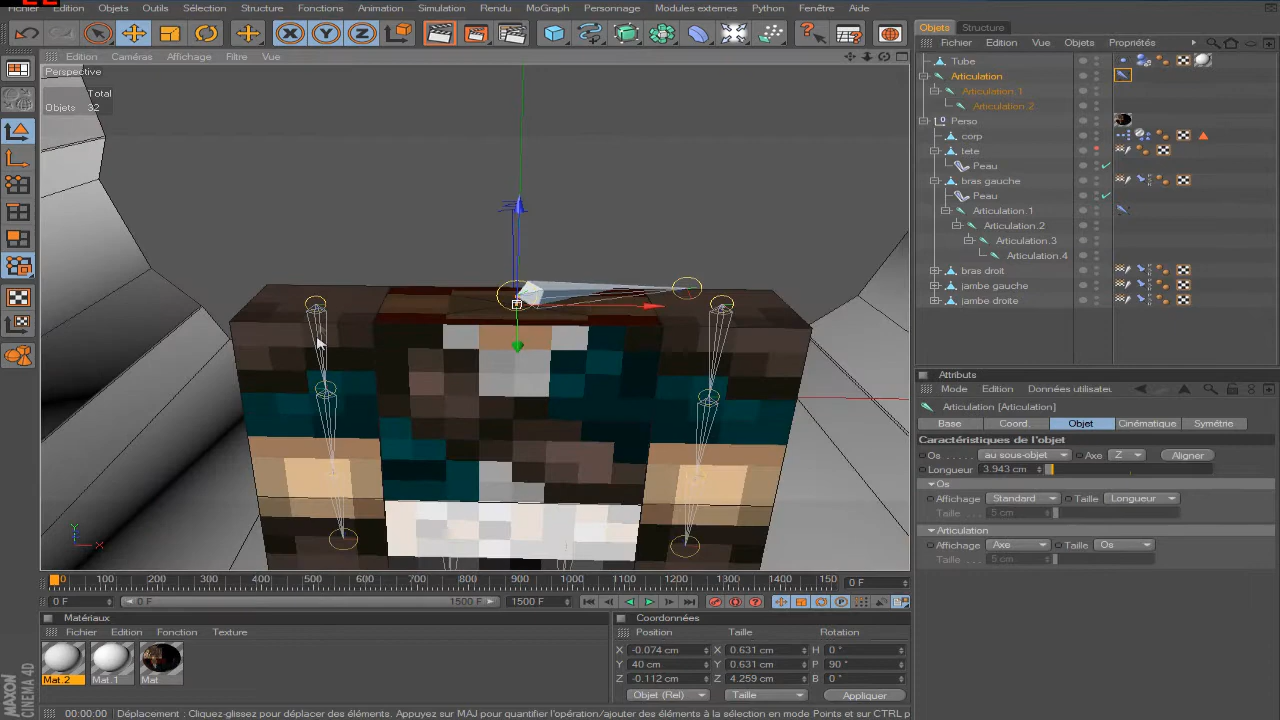 Fichier Edition Objets Outils Sélection Structure Fonctions Animation Simulation Rendu MoGraph Personnage Modules externes Python Fenêtre Aide
Edition Caméras Affichage Filtre Vue
Perspective
Total
Objets 32
Objets Structure
Fichier Edition Vue Objets Propriétés
Tube
Articulation
Articulation.1
Articulation.2
Perso
corp
tete
Peau
bras gauche
Peau
Articulation.1
Articulation.2
Articulation.3
Articulation.4
bras droit
jambe gauche
jambe droite
Attributs
Mode Edition Données utilisateu
Articulation [Articulation]
Base Coord. Objet Cinématique Symétrie
Caractéristiques de l'objet
Os au sous-objet Axe Z Aligner
Longueur 3.943 cm
Os
Affichage Standard Taille Longueur
Taille . . . . 5 cm
Articulation
Affichage Axe Taille Os
Taille . . . . 5 cm
0 100 200 300 400 500 600 700 800 900 1000 1100 1200 1300 1400 150
0 F
0 F 0 F 1500 F 1500 F
Matériaux
Fichier Edition Fonction Texture
Mat.2 Mat.1 Mat
Coordonnées
Position Taille Rotation
X -0.074 cm X 0.631 cm H 0 °
Y 40 cm Y 0.631 cm P 90 °
Z -0.112 cm Z 4.259 cm B 0 °
Objet (Rel) Taille Appliquer
MAXON
CINEMA 4D
00:00:00 Déplacement : Cliquez-glissez pour déplacer des éléments. Appuyez sur MAJ pour quantifier l'opération/ajouter des éléments à la sélection en mode Points et sur CTRL p
X
Y